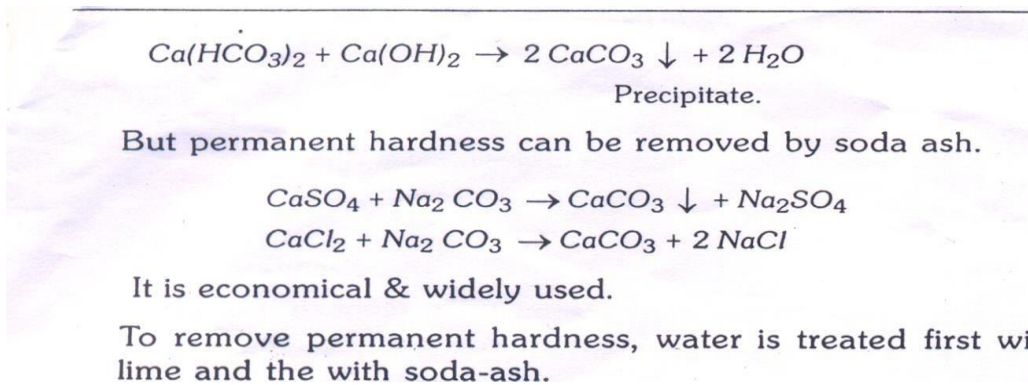 Ca(HCO₃)₂ + Ca(OH)₂ → 2 CaCO₃ ↓ + 2 H₂O
Precipitate.
But permanent hardness can be removed by soda ash.
CaSO₄ + Na₂ CO₃ → CaCO₃ ↓ + Na₂SO₄
CaCl₂ + Na₂ CO₃ → CaCO₃ + 2 NaCl
It is economical & widely used.
To remove permanent hardness, water is treated first wi
lime and the with soda-ash.